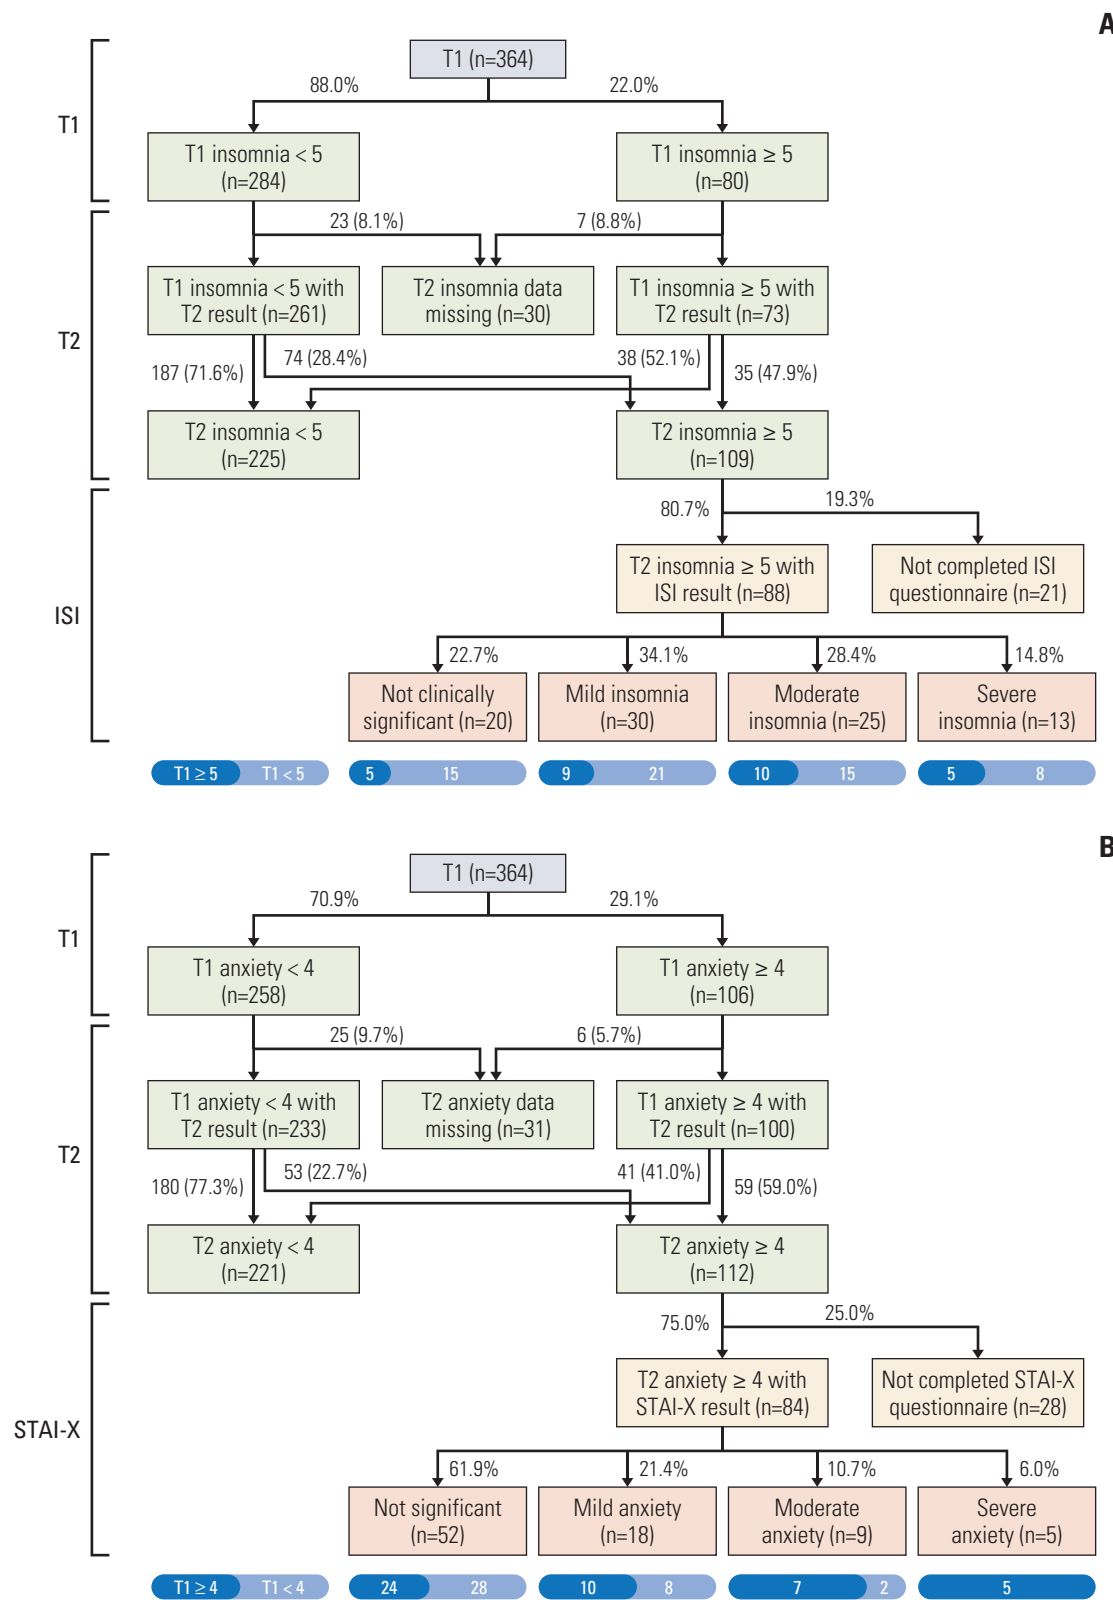 A
T1 (n=364)
88.0%
22.0%
T1
T1 insomnia < 5
(n=284)
T1 insomnia ≥ 5
(n=80)
23 (8.1%)
7 (8.8%)
T1 insomnia < 5 with
T2 result (n=261)
T2 insomnia data
missing (n=30)
T1 insomnia ≥ 5 with
T2 result (n=73)
T2
187 (71.6%)
74 (28.4%)
38 (52.1%)
35 (47.9%)
T2 insomnia < 5
(n=225)
T2 insomnia ≥ 5
(n=109)
80.7%
19.3%
T2 insomnia ≥ 5 with
ISI result (n=88)
Not completed ISI
questionnaire (n=21)
ISI
22.7%
34.1%
28.4%
14.8%
Not clinically
significant (n=20)
Mild insomnia
(n=30)
Moderate
insomnia (n=25)
Severe
insomnia (n=13)
T1 ≥ 5
T1 < 5
5
15
9
21
10
15
5
8
B
T1 (n=364)
70.9%
29.1%
T1
T1 anxiety < 4
(n=258)
T1 anxiety ≥ 4
(n=106)
25 (9.7%)
6 (5.7%)
T1 anxiety < 4 with
T2 result (n=233)
T2 anxiety data
missing (n=31)
T1 anxiety ≥ 4 with
T2 result (n=100)
T2
180 (77.3%)
53 (22.7%)
41 (41.0%)
59 (59.0%)
T2 anxiety < 4
(n=221)
T2 anxiety ≥ 4
(n=112)
75.0%
25.0%
T2 anxiety ≥ 4 with
STAI-X result (n=84)
Not completed STAI-X
questionnaire (n=28)
STAI-X
61.9%
21.4%
10.7%
6.0%
Not significant
(n=52)
Mild anxiety
(n=18)
Moderate
anxiety (n=9)
Severe
anxiety (n=5)
T1 ≥ 4
T1 < 4
24
28
10
8
7
2
5